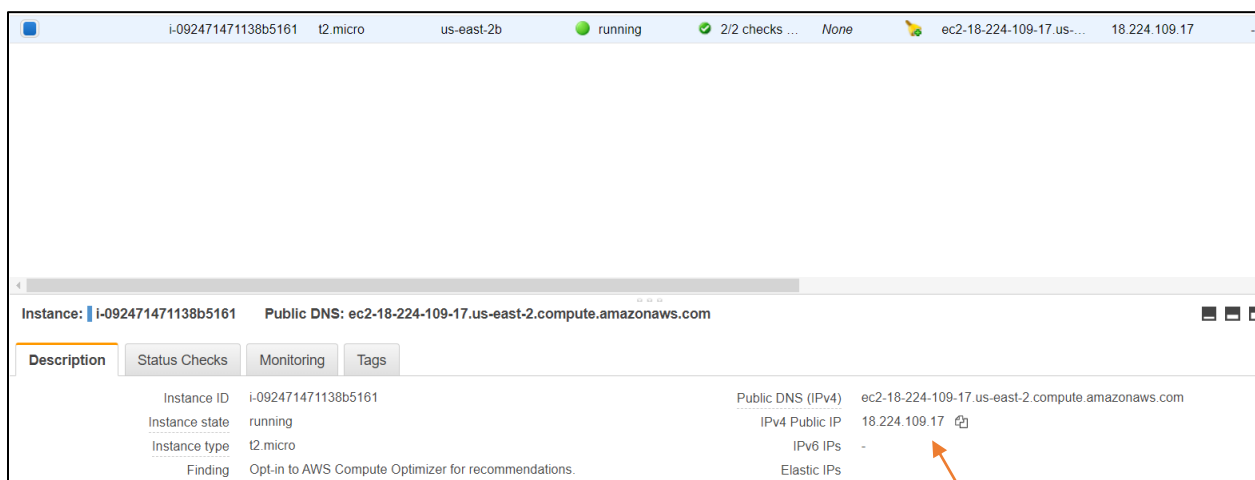 i-092471471138b5161 t2.micro us-east-2b running 2/2 checks ... None ec2-18-224-109-17.us-... 18.224.109.17 -
Instance: i-092471471138b5161 Public DNS: ec2-18-224-109-17.us-east-2.compute.amazonaws.com
Description Status Checks Monitoring Tags
Instance ID i-092471471138b5161 Public DNS (IPv4) ec2-18-224-109-17.us-east-2.compute.amazonaws.com
Instance state running IPv4 Public IP 18.224.109.17
Instance type t2.micro IPv6 IPs -
Finding Opt-in to AWS Compute Optimizer for recommendations. Elastic IPs